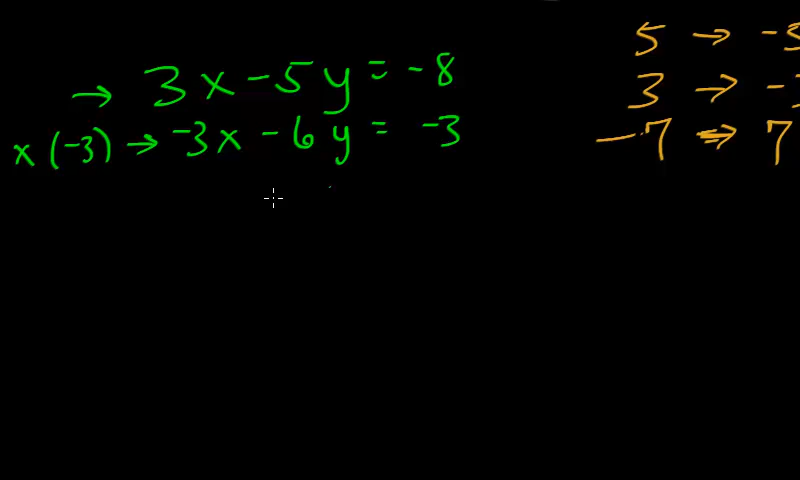 → 3x - 5y = -8
x (-3) → -3x - 6y = -3
5 →
3 →
-7 → 7